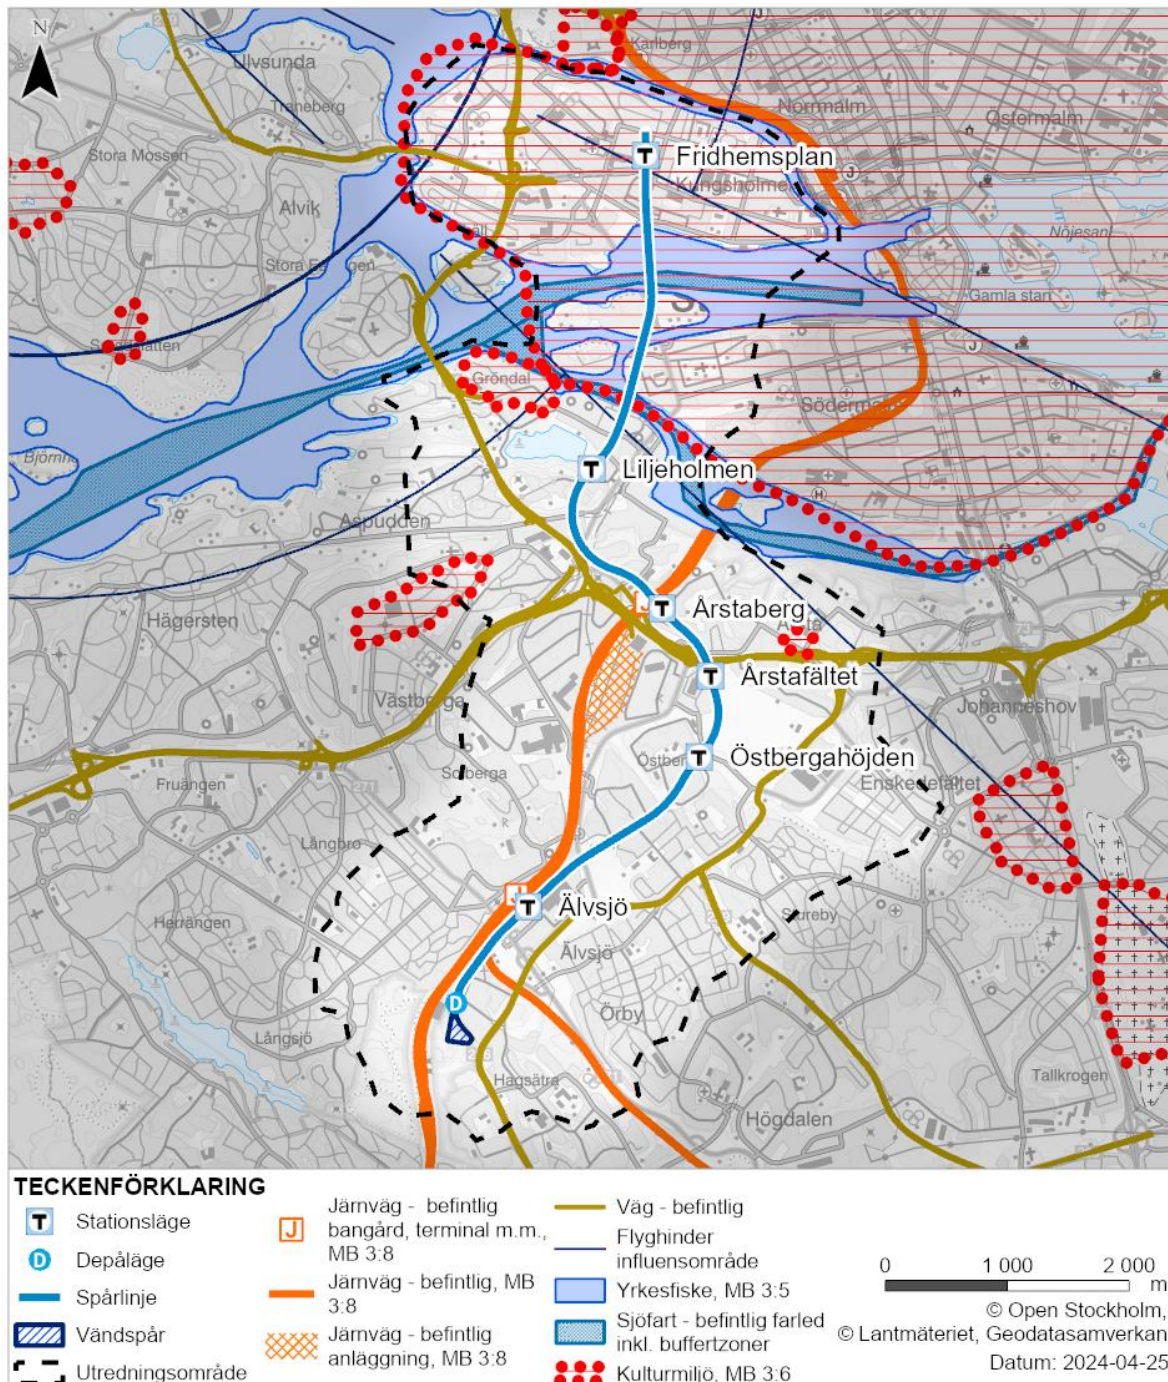 N
Ulvsunda
Karlberg
Traneberg
Norrmalm
Östermalm
Stora Mossen
Fridhemsplan
Kungsholmen
Alvik
Nöjesañl
Gamla stan
Gröndal
Liljeholmen
Aspudden
Årstaberg
Hägersten
Årstafältet
Västberga
Johanneshov
Östbergahöjden
Solberga
Fruängen
Enskedefältet
Långbro
Älvsjö
Herrängen
Stureby
Älvsjö
D
Örby
Långsjö
Hagsätra
Tallkrogen
Högdalen
TECKENFÖRKLARING
T Stationsläge
D Depåläge
Spårlinje
Vändspår
Utredningsområde
J Järnväg - befintlig
bangård, terminal m.m.,
MB 3:8
Järnväg - befintlig, MB
3:8
Järnväg - befintlig
anläggning, MB 3:8
Väg - befintlig
Flyghinder
influensområde
Yrkesfiske, MB 3:5
Sjöfart - befintlig farled
inkl. buffertzoner
Kulturmiljö, MB 3:6
0 1 000 2 000
m
© Open Stockholm,
© Lantmäteriet, Geodatasamverkan
Datum: 2024-04-25